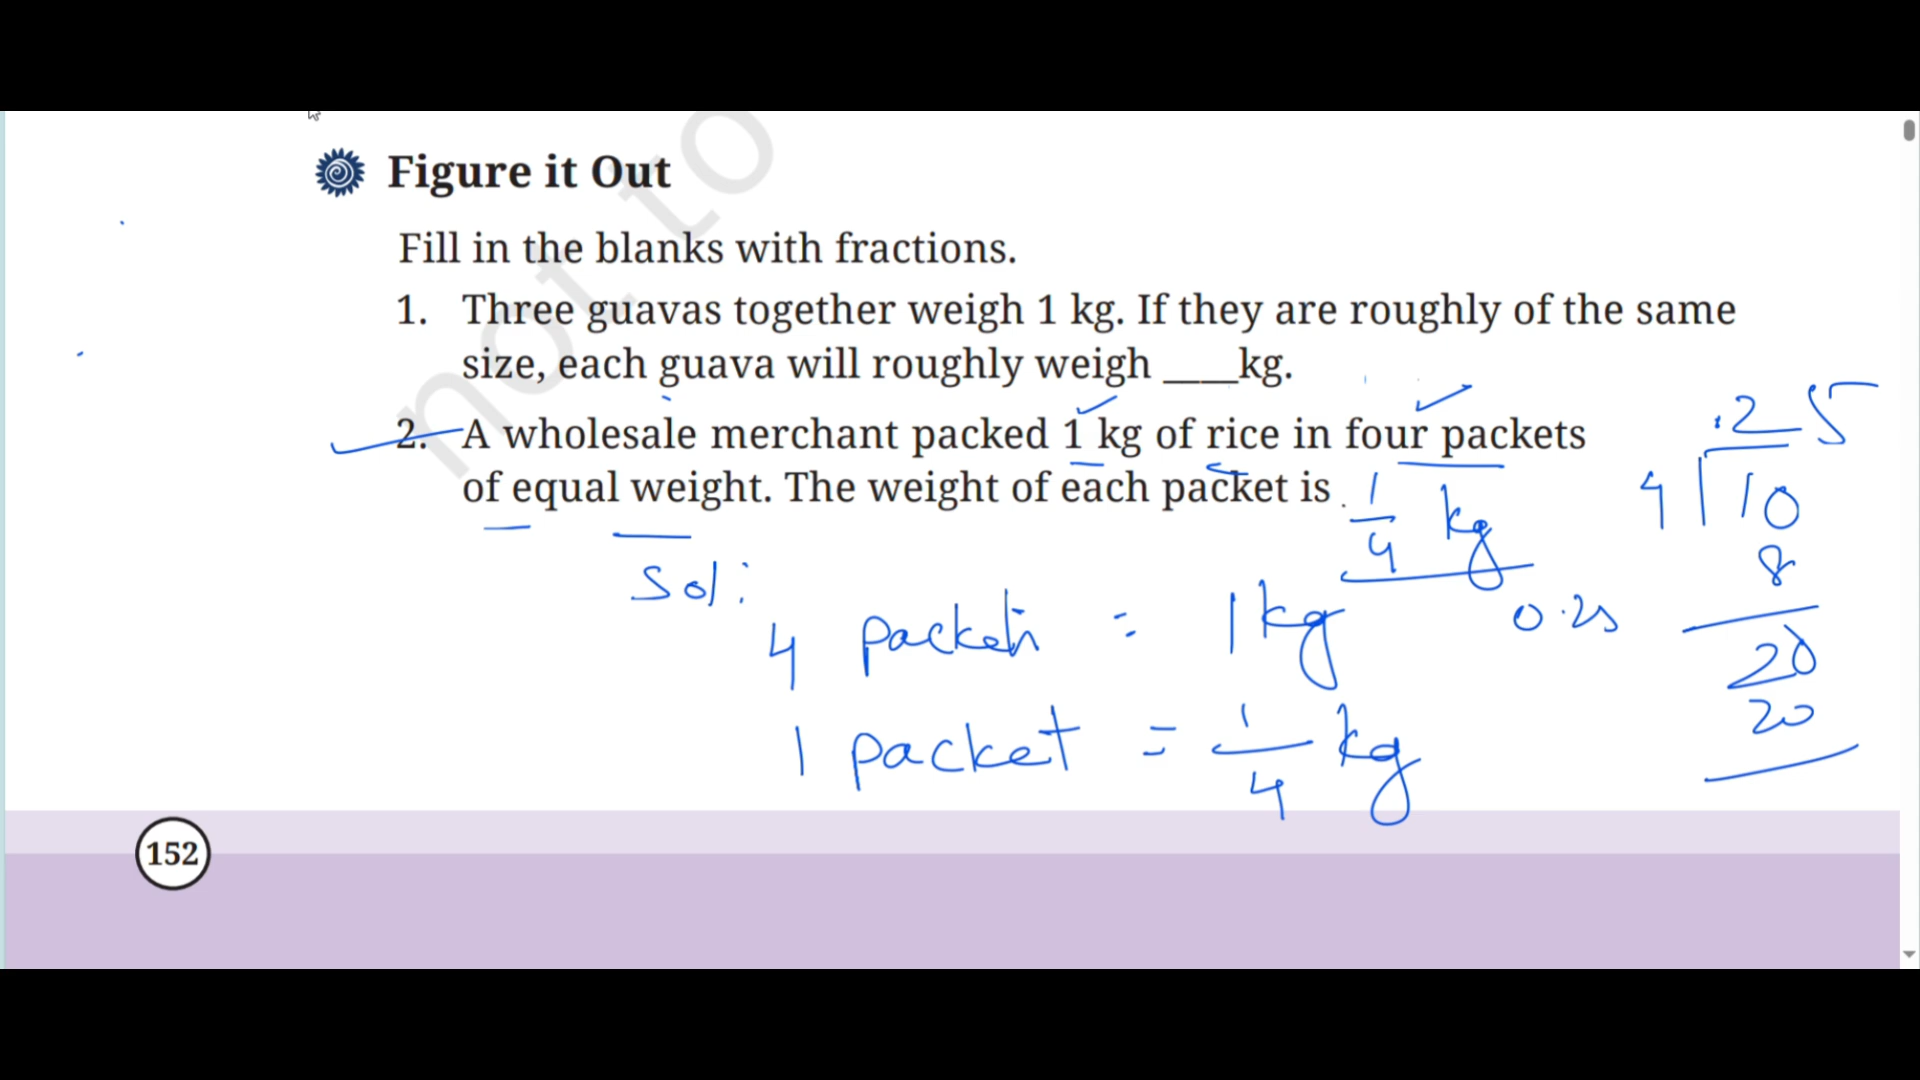 not to
Figure it Out
Fill in the blanks with fractions.
1. Three guavas together weigh 1 kg. If they are roughly of the same
size, each guava will roughly weigh ____kg.
2. A wholesale merchant packed 1 kg of rice in four packets
of equal weight. The weight of each packet is 1/4 kg
.25
4 10
8
20
20
0.25
Sol:
4 packets = 1 kg
1 packet = 1/4 kg
152